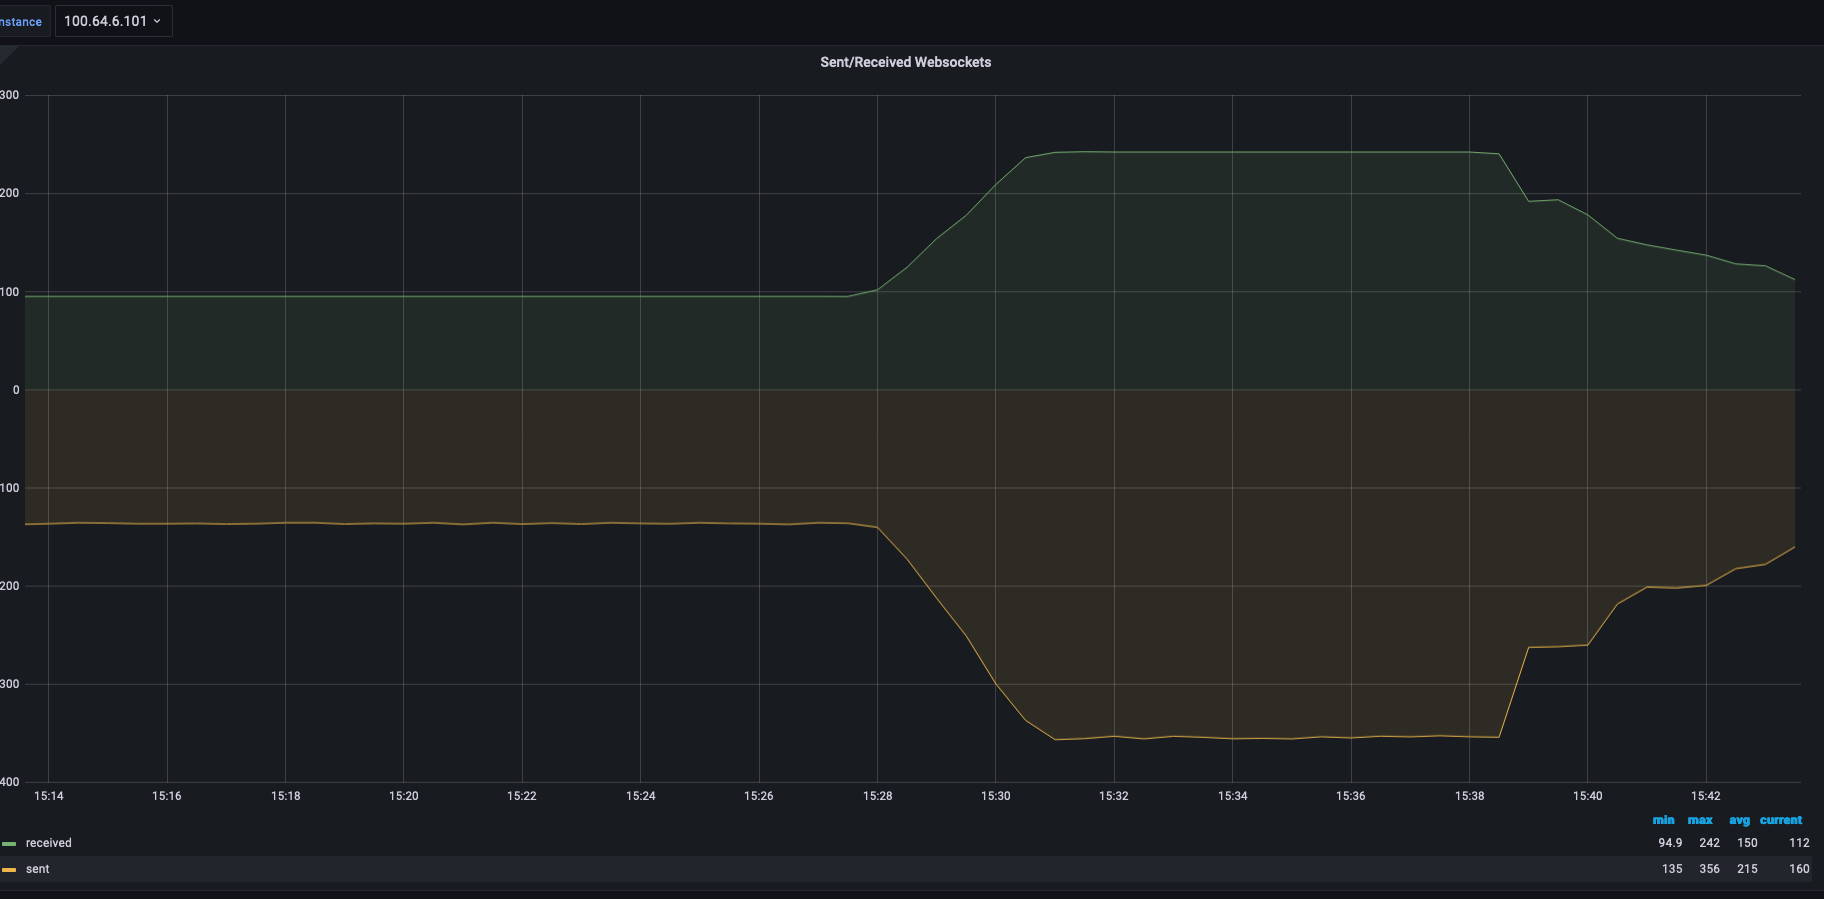 nstance 100.64.6.101
Sent/Received Websockets
300
200
100
0
100
200
300
400
15:14 15:16 15:18 15:20 15:22 15:24 15:26 15:28 15:30 15:32 15:34 15:36 15:38 15:40 15:42
min max avg current
received 94.9 242 150 112
sent 135 356 215 160